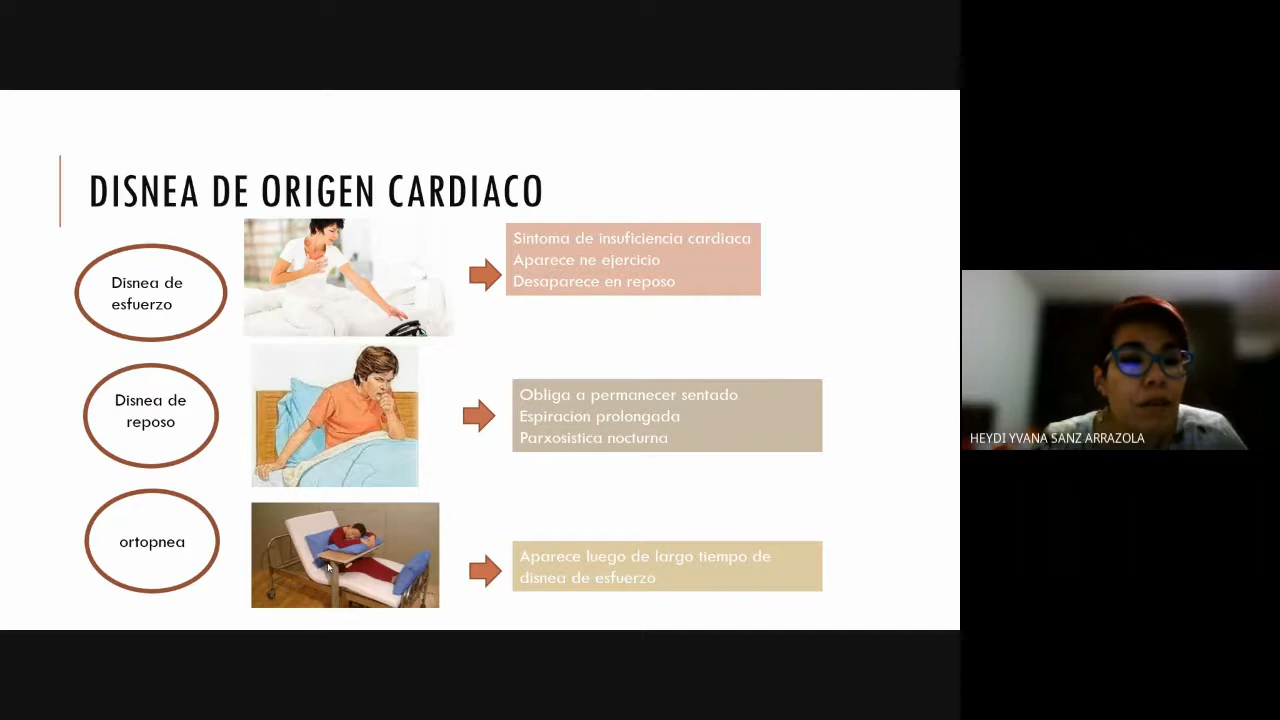 DISNEA DE ORIGEN CARDIACO
Disnea de
esfuerzo
Sintoma de insuficiencia cardiaca
Aparece ne ejercicio
Desaparece en reposo
Disnea de
reposo
Obliga a permanecer sentado
Espiracion prolongada
Parxosistica nocturna
ortopnea
Aparece luego de largo tiempo de
disnea de esfuerzo
HEYDI YVANA SANZ ARRAZOLA